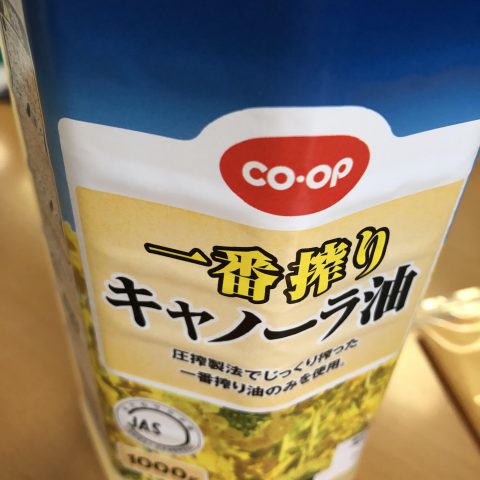 CO·OP
一番搾り
キャノーラ油
圧搾製法でじっくり搾った
一番搾り油のみを使用。
JAS
1000g